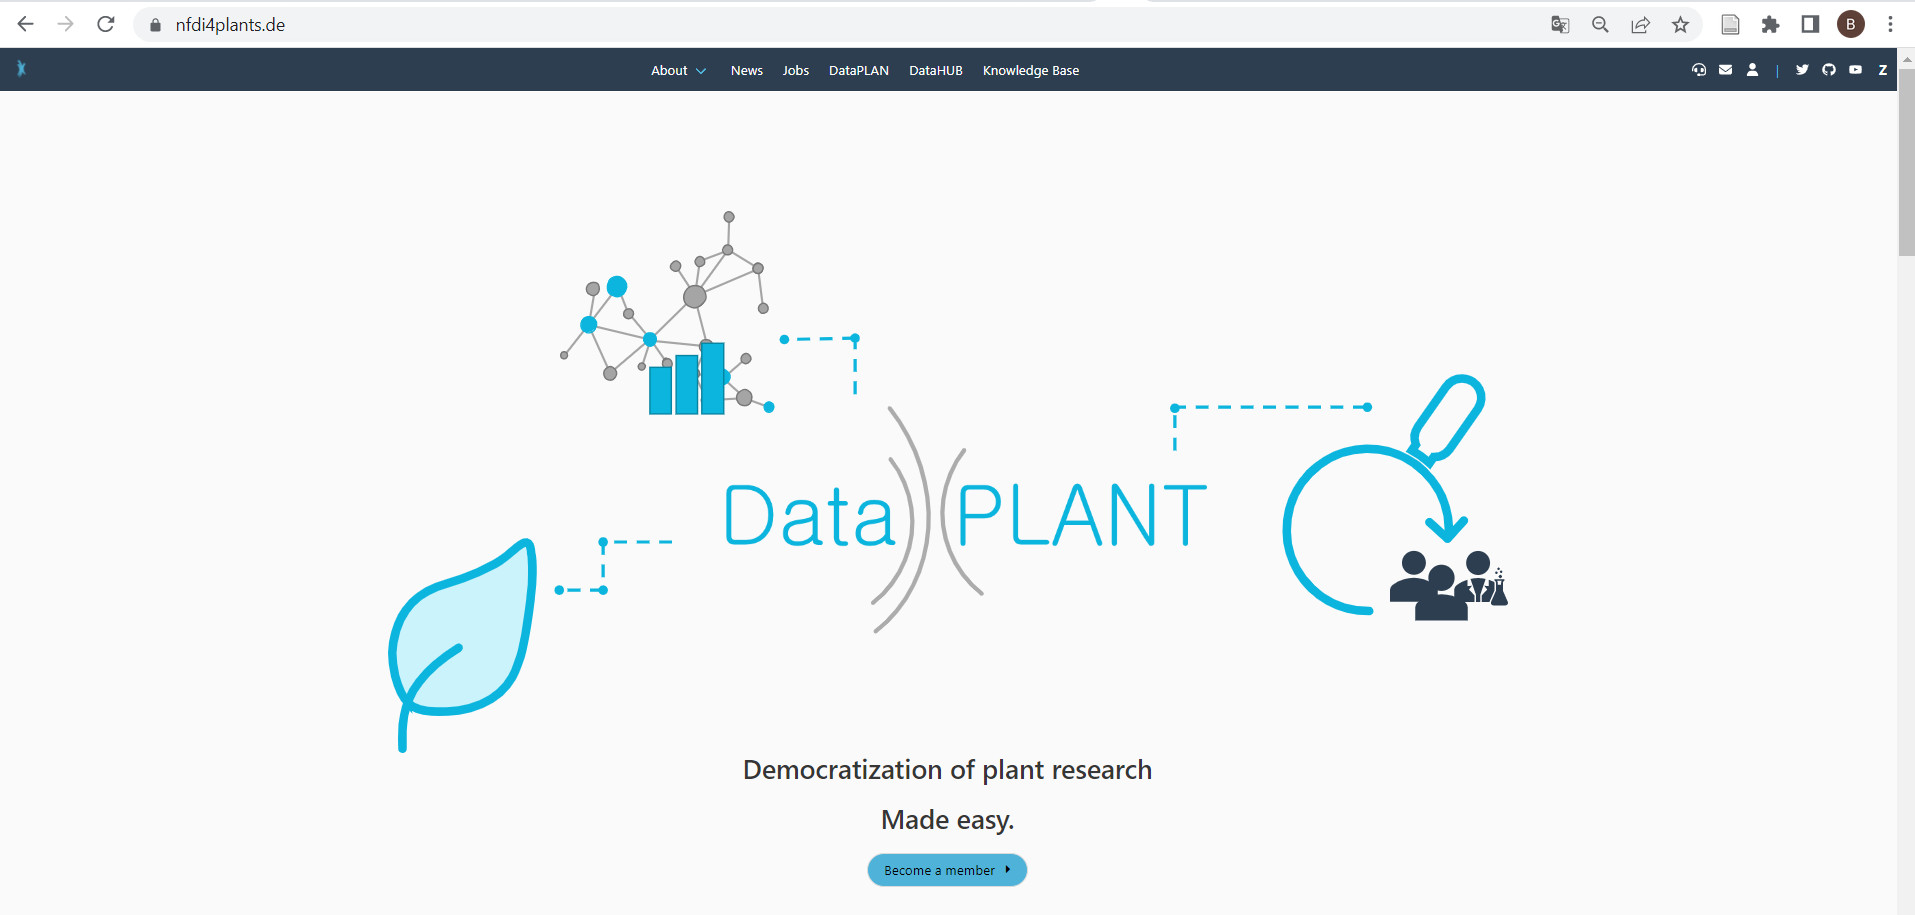 nfdi4plants.de
B
About News Jobs DataPLAN DataHUB Knowledge Base
Z
Data PLANT
Democratization of plant research
Made easy.
Become a member